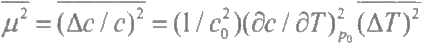 $\overline{\mu^2} = \overline{(\Delta c / c)^2} = (1/c_0^2)(\partial c / \partial T)_{p_0}^2 \overline{(\Delta T)^2}$